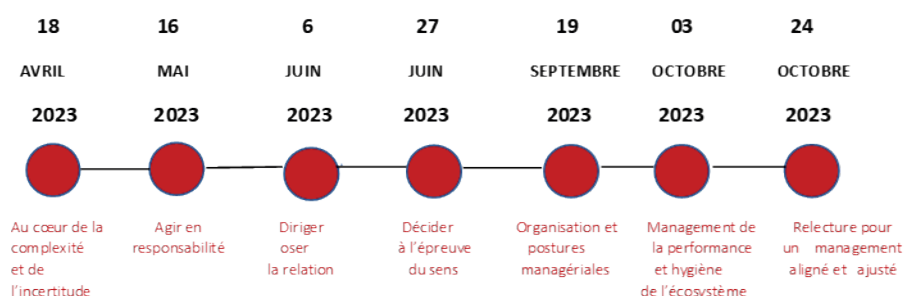 18 16 6 27 19 03 24
AVRIL MAI JUIN JUIN SEPTEMBRE OCTOBRE OCTOBRE
2023 2023 2023 2023 2023 2023 2023
Au cœur de la Agir en Diriger Décider Organisation et Management de Relecture pour
complexité responsabilité oser à l'épreuve postures la performance un management
et de la relation du sens managériales et hygiène aligné et ajusté
l'incertitude de l'écosystème